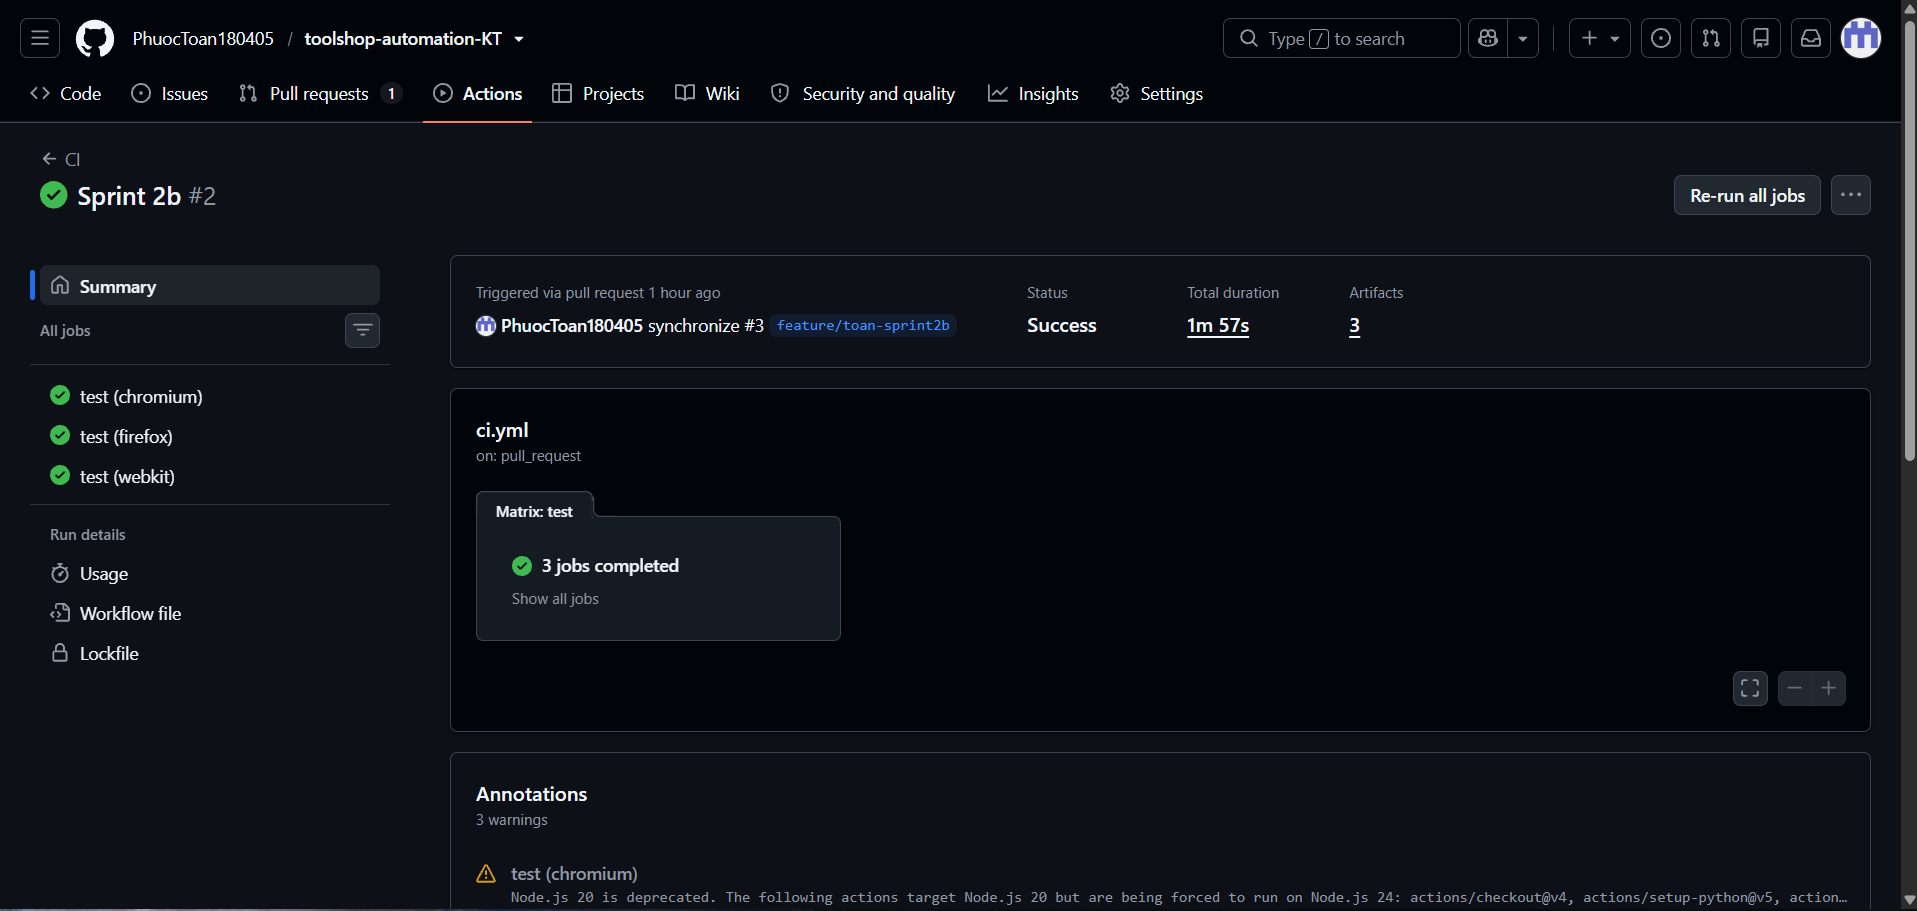 PhuocToan180405 / toolshop-automation-KT
Type / to search
Code
Issues
Pull requests 1
Actions
Projects
Wiki
Security and quality
Insights
Settings
CI
Sprint 2b #2
Re-run all jobs
Summary
All jobs
test (chromium)
test (firefox)
test (webkit)
Run details
Usage
Workflow file
Lockfile
Triggered via pull request 1 hour ago
PhuocToan180405 synchronize #3 feature/toan-sprint2b
Status
Success
Total duration
1m 57s
Artifacts
3
ci.yml
on: pull_request
Matrix: test
3 jobs completed
Show all jobs
Annotations
3 warnings
test (chromium)
Node.js 20 is deprecated. The following actions target Node.js 20 but are being forced to run on Node.js 24: actions/checkout@v4, actions/setup-python@v5, action…